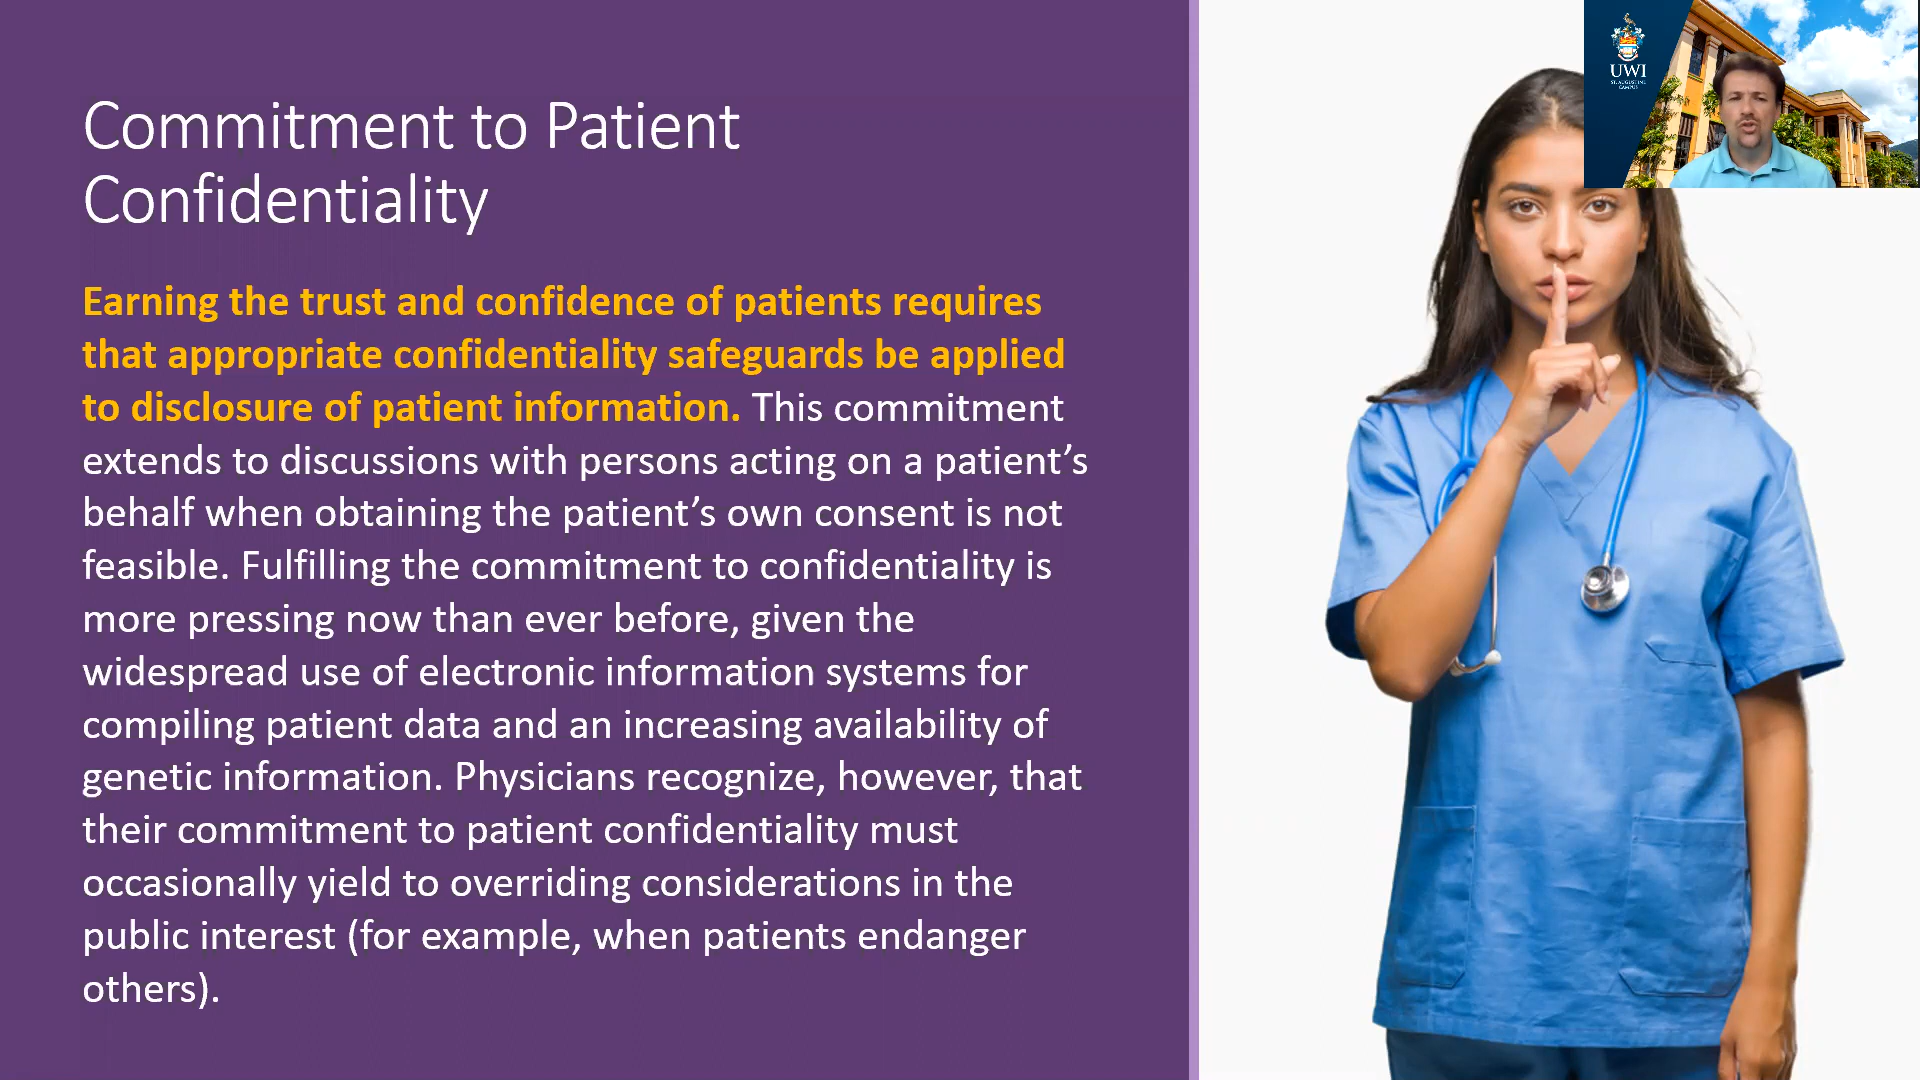 Commitment to Patient
Confidentiality
Earning the trust and confidence of patients requires
that appropriate confidentiality safeguards be applied
to disclosure of patient information. This commitment
extends to discussions with persons acting on a patient’s
behalf when obtaining the patient’s own consent is not
feasible. Fulfilling the commitment to confidentiality is
more pressing now than ever before, given the
widespread use of electronic information systems for
compiling patient data and an increasing availability of
genetic information. Physicians recognize, however, that
their commitment to patient confidentiality must
occasionally yield to overriding considerations in the
public interest (for example, when patients endanger
others).
UWI
ST. AUGUSTINE
CAMPUS